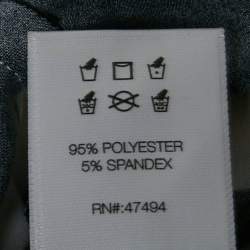 95% POLYESTER
5% SPANDEX
RN#:47494